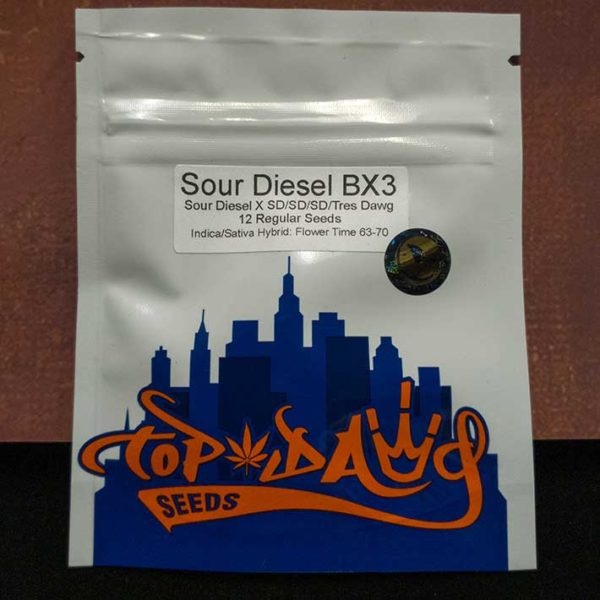 Sour Diesel BX3
Sour Diesel X SD/SD/SD/Tres Dawg
12 Regular Seeds
Indica/Sativa Hybrid: Flower Time 63-70
TOP DAWG
SEEDS